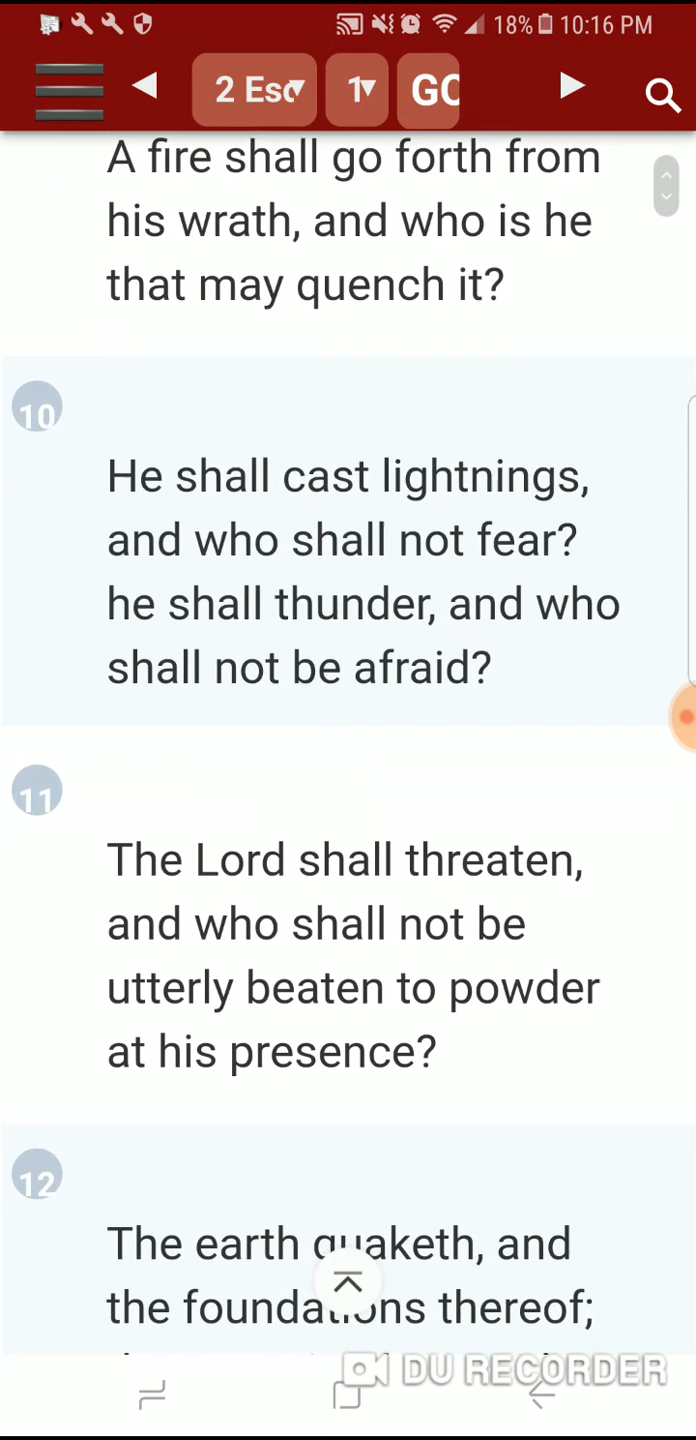 18% 10:16 PM
2 Esd 1 GO
A fire shall go forth from
his wrath, and who is he
that may quench it?
10
He shall cast lightnings,
and who shall not fear?
he shall thunder, and who
shall not be afraid?
11
The Lord shall threaten,
and who shall not be
utterly beaten to powder
at his presence?
12
The earth quaketh, and
the foundations thereof;
DU RECORDER